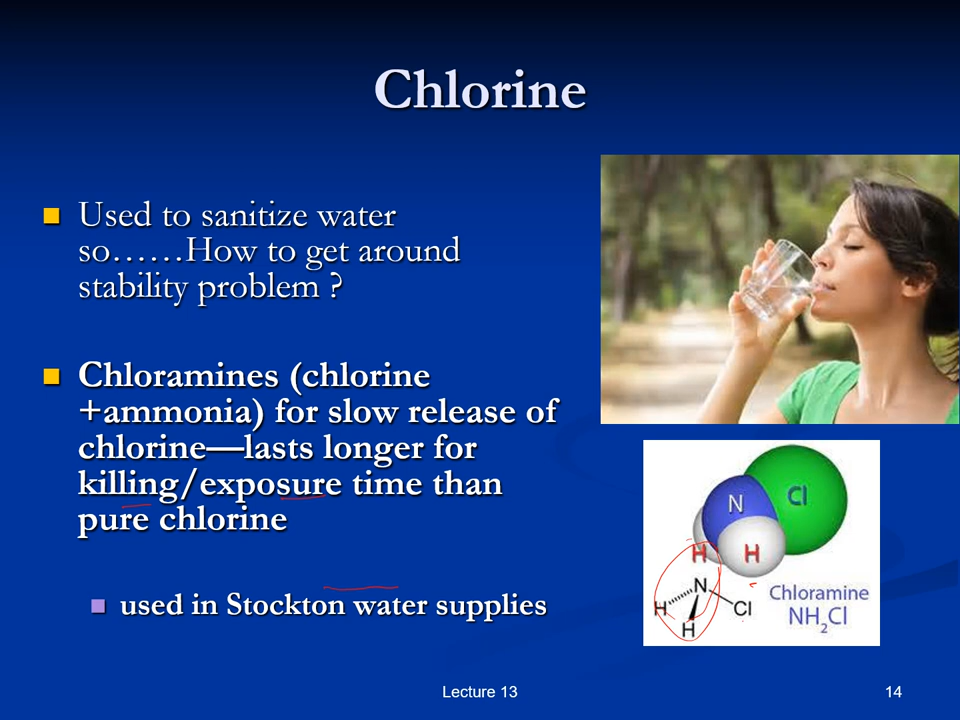 Chlorine
Used to sanitize water
so……How to get around
stability problem ?
Chloramines (chlorine
+ammonia) for slow release of
chlorine—lasts longer for
killing/exposure time than
pure chlorine
used in Stockton water supplies
N
Cl
H
H
N
H
Cl
H
Chloramine
NH₂Cl
Lecture 13
14